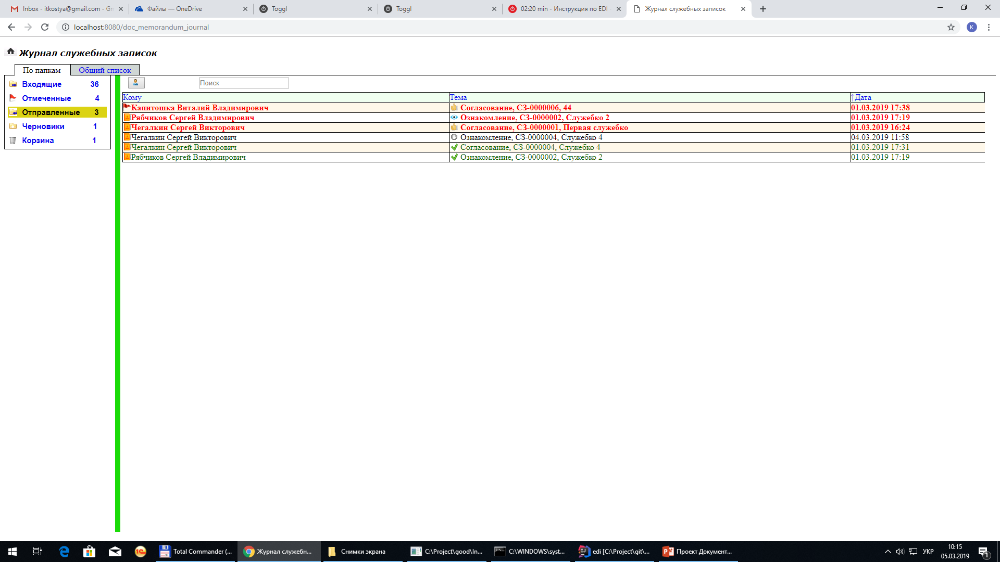 Inbox - itkostya@gmail.com - Gm
Файлы — OneDrive
Toggl
Toggl
02:20 min - Инструкция по EDI -
Журнал служебных записок
localhost:8080/doc_memorandum_journal
K
Журнал служебных записок
По папкам
Общий список
Входящие 36
Отмеченные 4
Отправленные 3
Черновики 1
Корзина 1
Поиск
Кому Тема ↑Дата
Капитошка Виталий Владимирович Согласование, СЗ-0000006, 44 01.03.2019 17:38
Рябчиков Сергей Владимирович Ознакомление, СЗ-0000002, Служебко 2 01.03.2019 17:19
Чегалкин Сергей Викторович Согласование, СЗ-0000001, Первая служебко 01.03.2019 16:24
Чегалкин Сергей Викторович Ознакомление, СЗ-0000004, Служебко 4 04.03.2019 11:58
Чегалкин Сергей Викторович Согласование, СЗ-0000004, Служебко 4 01.03.2019 17:31
Рябчиков Сергей Владимирович Ознакомление, СЗ-0000002, Служебко 2 01.03.2019 17:19
Total Commander (...
Журнал служебн...
Снимки экрана
C:\Project\good\In...
C:\WINDOWS\syst...
edi [C:\Project\git\...
Проект Документ...
УКР
10:15
05.03.2019
1